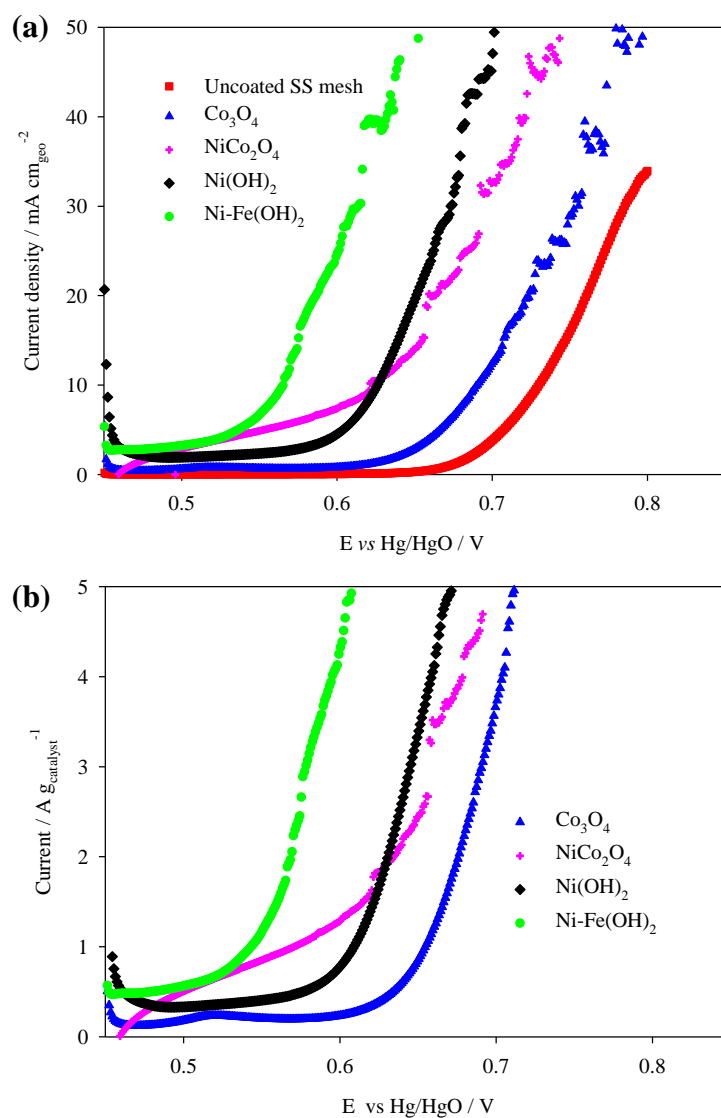 (a)
50
40
30
20
10
0
Current density / mA cm_geo^-2
Uncoated SS mesh
Co₃O₄
NiCo₂O₄
Ni(OH)₂
Ni-Fe(OH)₂
0.5 0.6 0.7 0.8
E vs Hg/HgO / V
(b)
5
4
3
2
1
0
Current / A g_catalyst^-1
Co₃O₄
NiCo₂O₄
Ni(OH)₂
Ni-Fe(OH)₂
0.5 0.6 0.7 0.8
E vs Hg/HgO / V